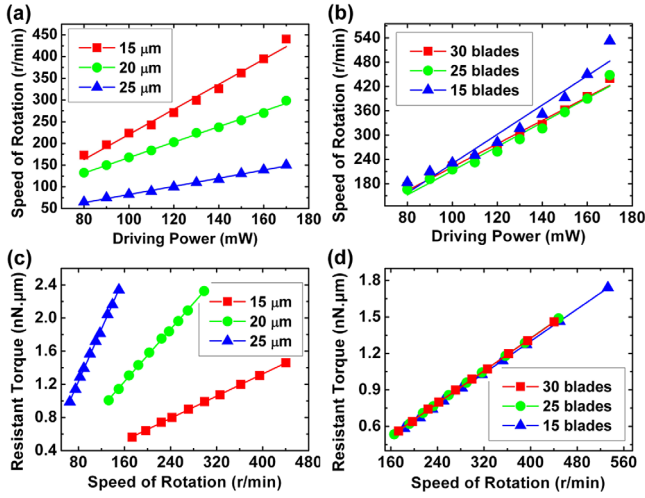 (a)
450
400
350
300
250
200
150
100
50
80 100 120 140 160 180
Speed of Rotation (r/min)
Driving Power (mW)
15 μm
20 μm
25 μm
(b)
540
480
420
360
300
240
180
80 100 120 140 160 180
Speed of Rotation (r/min)
Driving Power (mW)
30 blades
25 blades
15 blades
(c)
2.4
2.0
1.6
1.2
0.8
0.4
80 160 240 320 400 480
Resistant Torque (nN.μm)
Speed of Rotation (r/min)
15 μm
20 μm
25 μm
(d)
1.8
1.5
1.2
0.9
0.6
160 240 320 400 480 560
Resistant Torque (nN.μm)
Speed of Rotation (r/min)
30 blades
25 blades
15 blades